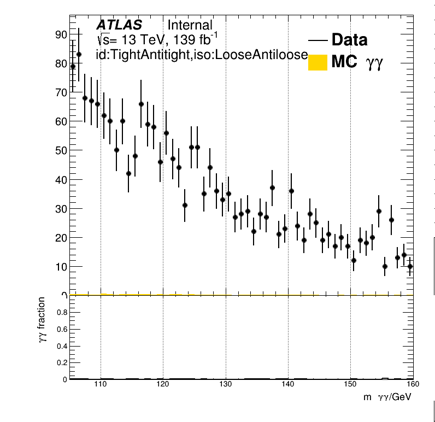 ATLAS Internal
√s= 13 TeV, 139 fb⁻¹
id:TightAntitight,iso:LooseAntiloose
Data
MC γγ
90
80
70
60
50
40
30
20
10
γγ fraction
0.8
0.6
0.4
0.2
0
110 120 130 140 150 160
m γγ/GeV